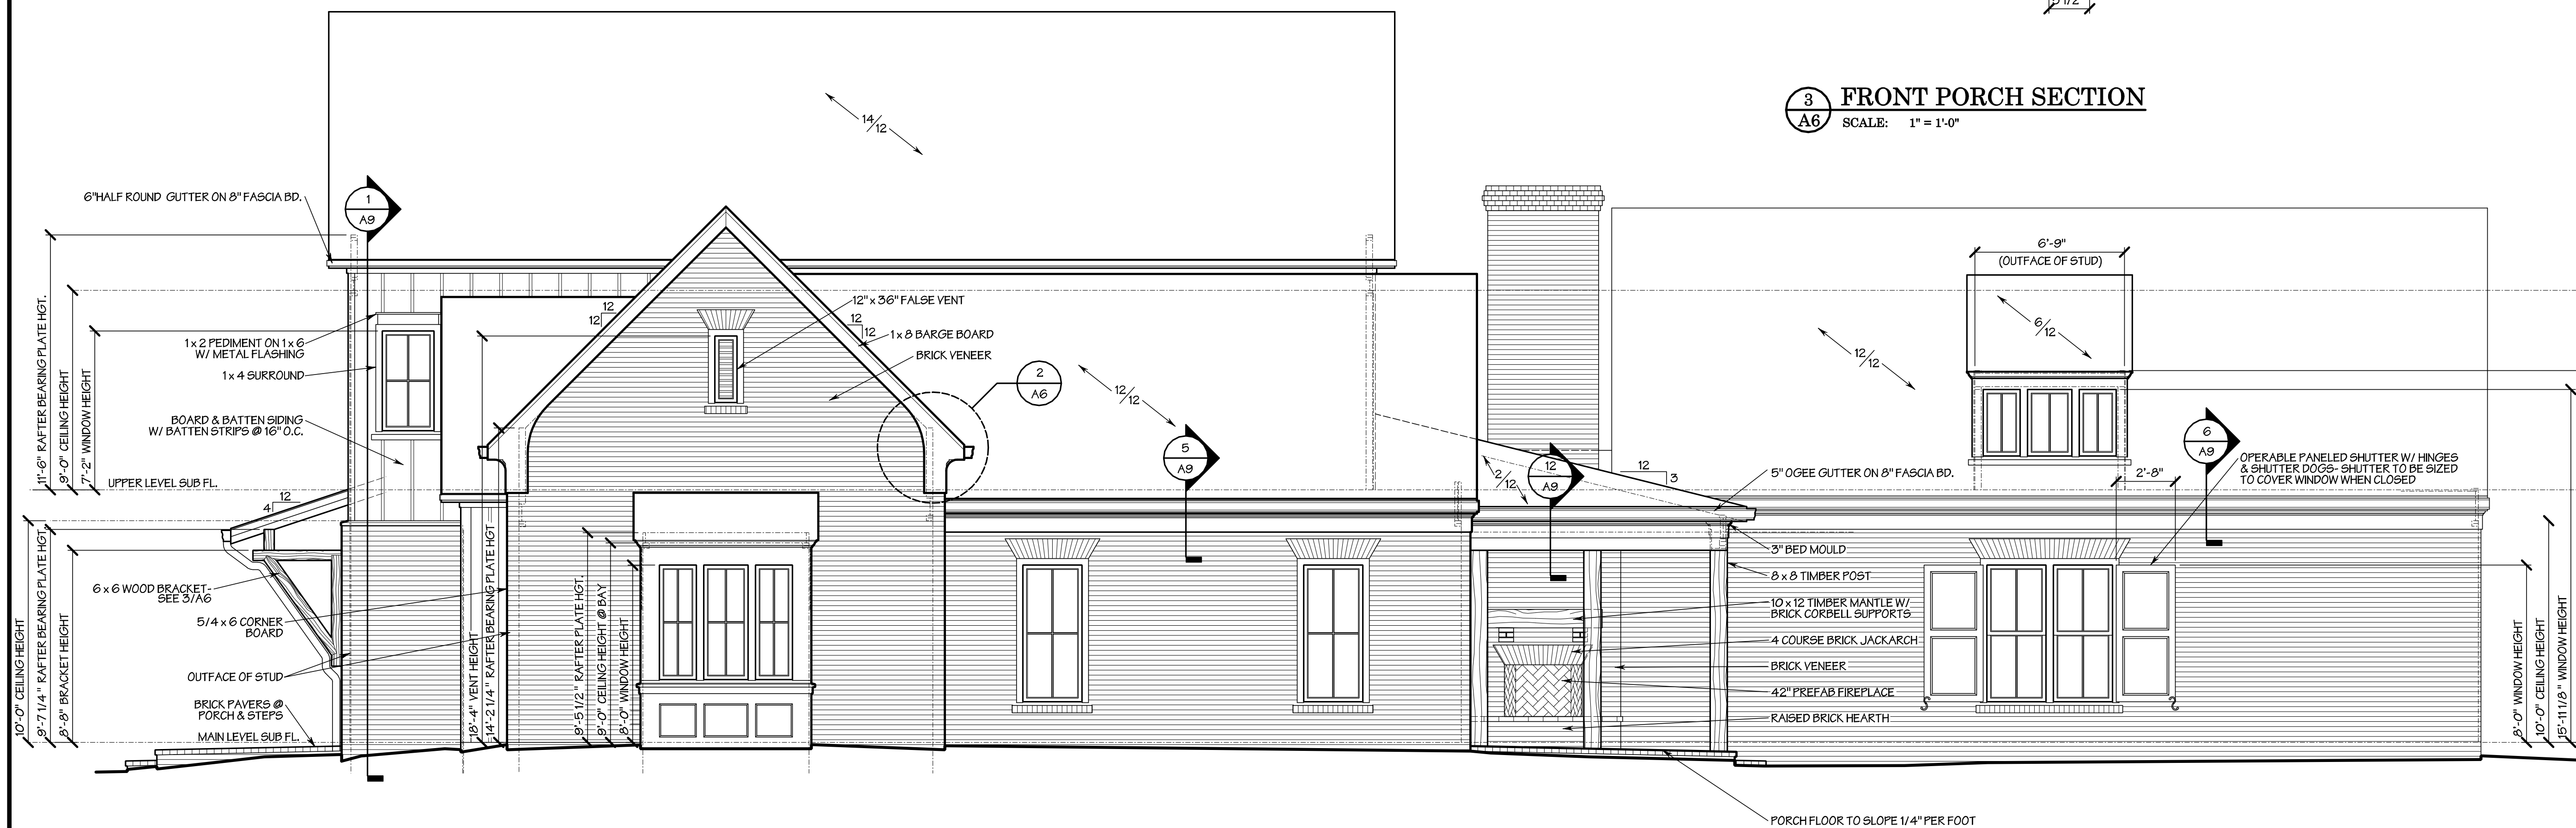 5 1/2"
3
A6
FRONT PORCH SECTION
SCALE: 1" = 1'-0"
14/12
6"HALF ROUND GUTTER ON 8" FASCIA BD.
1
A9
11'-6" RAFTER BEARING PLATE HGT.
9'-0" CEILING HEIGHT
7'-2" WINDOW HEIGHT
1 x 2 PEDIMENT ON 1 x 6
W/ METAL FLASHING
1 x 4 SURROUND
BOARD & BATTEN SIDING
W/ BATTEN STRIPS @ 16" O.C.
UPPER LEVEL SUB FL.
12
4
12
12
12
12
12" x 36" FALSE VENT
1 x 8 BARGE BOARD
BRICK VENEER
2
A6
12/12
5
A9
12
A9
2/12
12
3
5" OGEE GUTTER ON 8" FASCIA BD.
12/12
6'-9"
(OUTFACE OF STUD)
6/12
6
A9
2'-8"
OPERABLE PANELED SHUTTER W/ HINGES
& SHUTTER DOGS- SHUTTER TO BE SIZED
TO COVER WINDOW WHEN CLOSED
10'-0" CEILING HEIGHT
9'-7 1/4 " RAFTER BEARING PLATE HGT.
8'-8" BRACKET HEIGHT
6 x 6 WOOD BRACKET-
SEE 3/A6
5/4 x 6 CORNER
BOARD
OUTFACE OF STUD
BRICK PAVERS @
PORCH & STEPS
MAIN LEVEL SUB FL.
18'-4" VENT HEIGHT
14'-2 1/4 " RAFTER BEARING PLATE HGT
9'-5 1/2 " RAFTER PLATE HGT.
9'-0" CEILING HEIGHT @ BAY
8'-0" WINDOW HEIGHT
3" BED MOULD
8 x 8 TIMBER POST
10 x 12 TIMBER MANTLE W/
BRICK CORBELL SUPPORTS
4 COURSE BRICK JACKARCH
BRICK VENEER
42" PREFAB FIREPLACE
RAISED BRICK HEARTH
PORCH FLOOR TO SLOPE 1/4" PER FOOT
8'-0" WINDOW HEIGHT
10'-0" CEILING HEIGHT
15'-11 1/8 " WINDOW HEIGHT